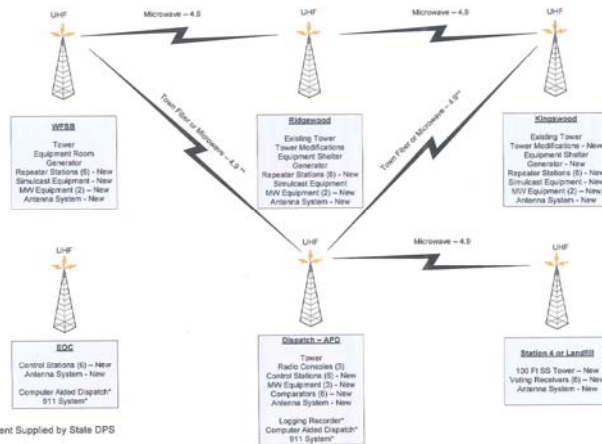 UHF
Microwave – 4.9
UHF
Microwave – 4.9
UHF
Town Fiber or Microwave – 4.9 **
Town Fiber or Microwave – 4.9**
WFSB
Tower
Equipment Room
Generator
Repeater Stations (6) - New
Simulcast Equipment - New
MW Equipment (2) – New
Antenna System - New
Ridgewood
Existing Tower
Tower Modifications
Equipment Shelter
Generator
Repeater Stations (6) - New
Simulcast Equipment
MW Equipment (2) - New
Antenna System - New
Kingswood
Existing Tower
Tower Modifications - New
Equipment Shelter
Generator - New
Repeater Stations (6) – New
Simulcast Equipment - New
MW Equipment (2) – New
Antenna System - New
UHF
UHF
Microwave – 4.9
UHF
EOC
Control Stations (6) – New
Antenna System - New
Computer Aided Dispatch*
911 System*
Dispatch – APD
Tower
Radio Consoles (3)
Control Stations (6) – New
MW Equipment (3) - New
Comparators (6) – New
Antenna System - New
Logging Recorder*
Computer Aided Dispatch*
911 System*
Station 4 or Landfill
100 Ft SS Tower – New
Voting Receivers (6) – New
Antenna System - New
ent Supplied by State DPS